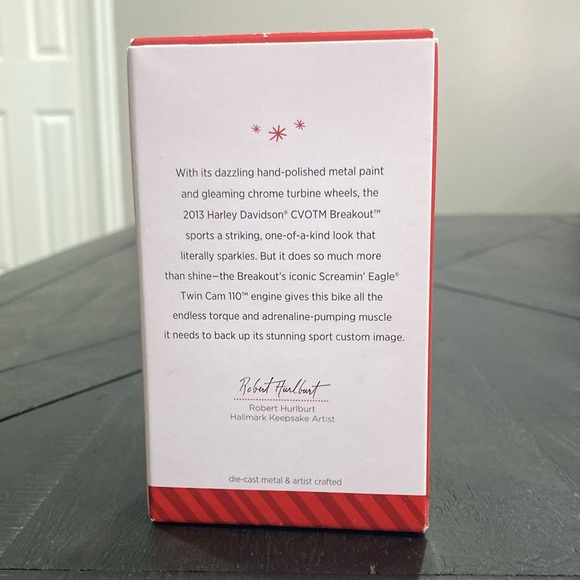 With its dazzling hand-polished metal paint
and gleaming chrome turbine wheels, the
2013 Harley Davidson® CVOTM Breakout™
sports a striking, one-of-a-kind look that
literally sparkles. But it does so much more
than shine—the Breakout's iconic Screamin' Eagle®
Twin Cam 110™ engine gives this bike all the
endless torque and adrenaline-pumping muscle
it needs to back up its stunning sport custom image.
Robert Hurlburt
Robert Hurlburt
Hallmark Keepsake Artist
die-cast metal & artist crafted